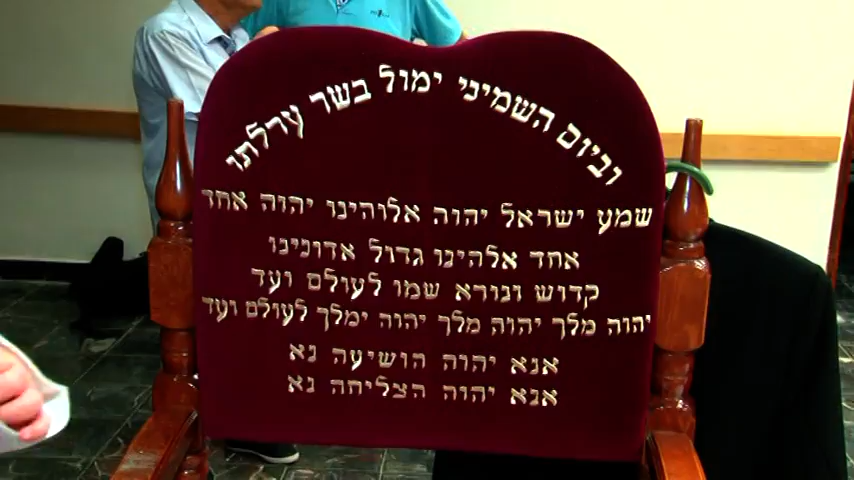 וביום השמיני ימול בשר ערלתו
שמע ישראל יהוה אלוהינו יהוה אחד
אחד אלהינו גדול אדונינו
קדוש ונורא שמו לעולם ועד
יהוה מלך יהוה מלך יהוה ימלך לעולם ועד
אנא יהוה הושיעה נא
אנא יהוה הצליחה נא